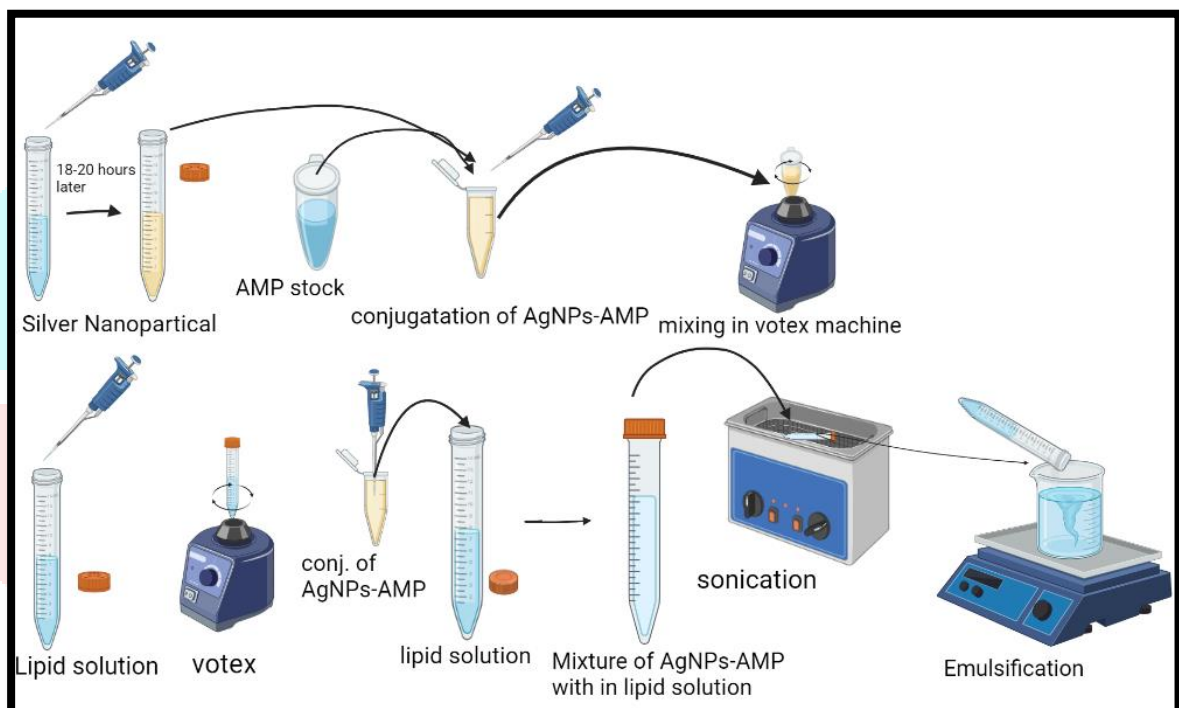 18-20 hours
later
Silver Nanopartical
AMP stock
conjugatation of AgNPs-AMP
mixing in votex machine
Lipid solution
votex
conj. of
AgNPs-AMP
lipid solution
Mixture of AgNPs-AMP
with in lipid solution
sonication
Emulsification